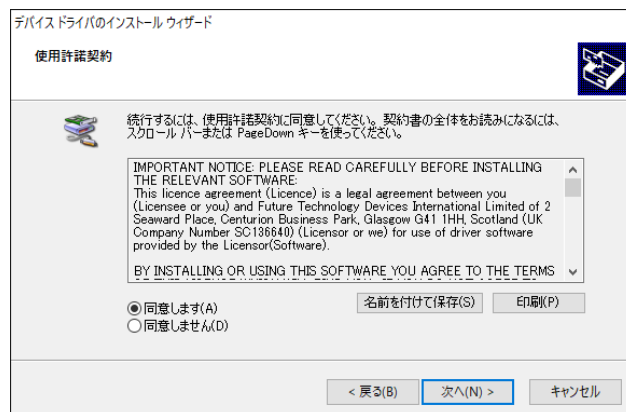 デバイス ドライバのインストール ウィザード
使用許諾契約
続行するには、使用許諾契約に同意してください。契約書の全体をお読みになるには、
スクロール バーまたは PageDown キーを使ってください。
IMPORTANT NOTICE: PLEASE READ CAREFULLY BEFORE INSTALLING
THE RELEVANT SOFTWARE:
This licence agreement (Licence) is a legal agreement between you
(Licensee or you) and Future Technology Devices International Limited of 2
Seaward Place, Centurion Business Park, Glasgow G41 1HH, Scotland (UK
Company Number SC136640) (Licensor or we) for use of driver software
provided by the Licensor(Software).
BY INSTALLING OR USING THIS SOFTWARE YOU AGREE TO THE TERMS
同意します(A)
名前を付けて保存(S)
印刷(P)
同意しません(D)
< 戻る(B)
次へ(N) >
キャンセル